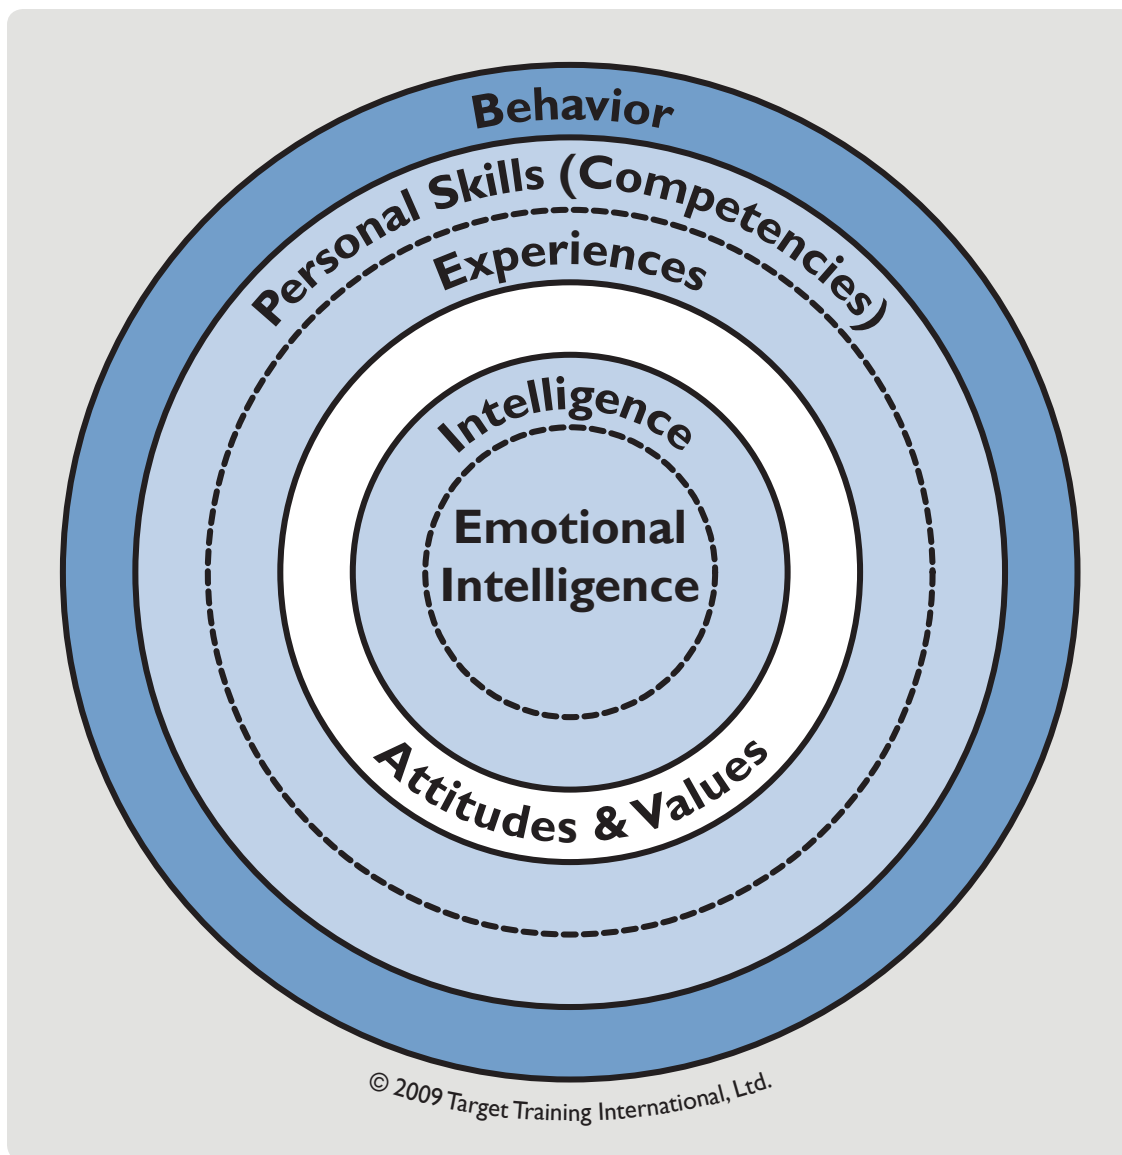 Behavior
Personal Skills (Competencies)
Experiences
Intelligence
Emotional
Intelligence
Attitudes & Values
© 2009 Target Training International, Ltd.